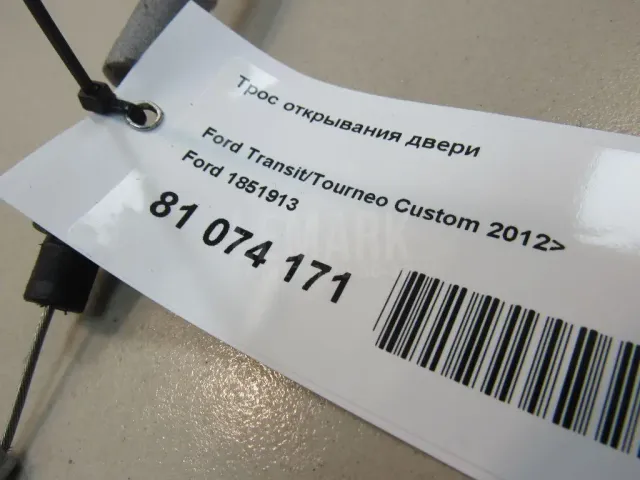 Трос открывания двери
Ford Transit/Tourneo Custom 2012>
Ford 1851913
81 074 171